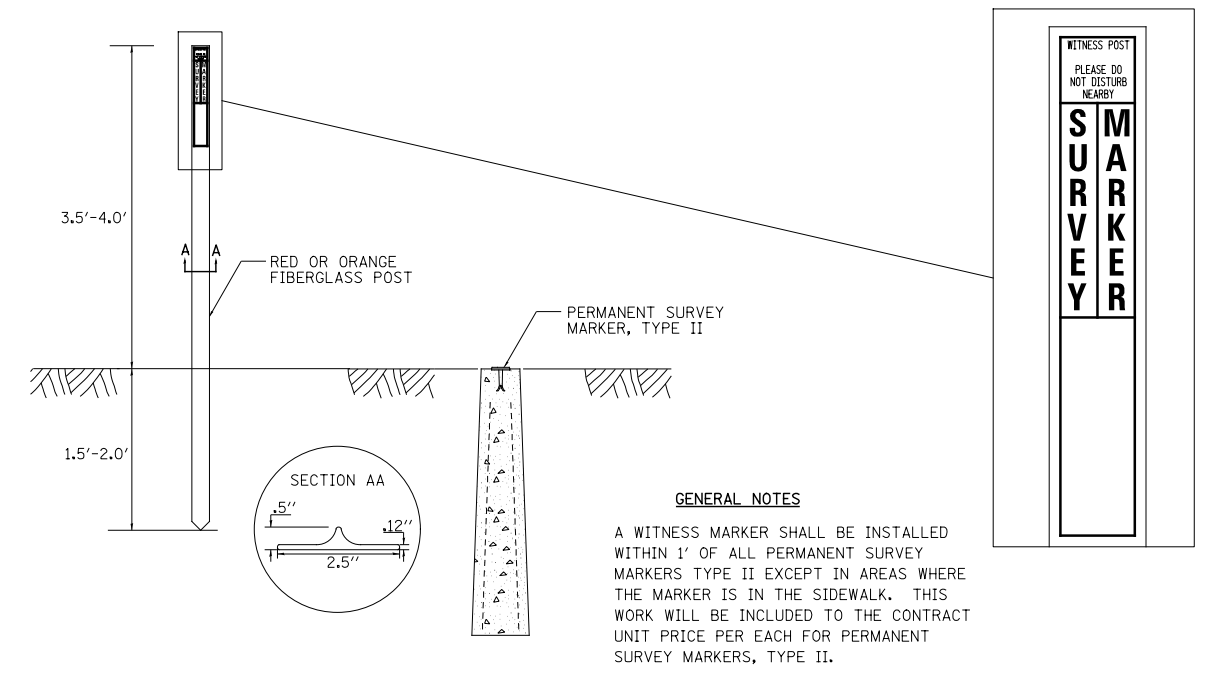 WITNESS POST
PLEASE DO
NOT DISTURB
NEARBY
SURVEY
MARKER
SURVEY
MARKER
3.5'-4.0'
A A
RED OR ORANGE
FIBERGLASS POST
PERMANENT SURVEY
MARKER, TYPE II
1.5'-2.0'
SECTION AA
.5"
.12"
2.5"
GENERAL NOTES
A WITNESS MARKER SHALL BE INSTALLED
WITHIN 1' OF ALL PERMANENT SURVEY
MARKERS TYPE II EXCEPT IN AREAS WHERE
THE MARKER IS IN THE SIDEWALK.  THIS
WORK WILL BE INCLUDED TO THE CONTRACT
UNIT PRICE PER EACH FOR PERMANENT
SURVEY MARKERS, TYPE II.